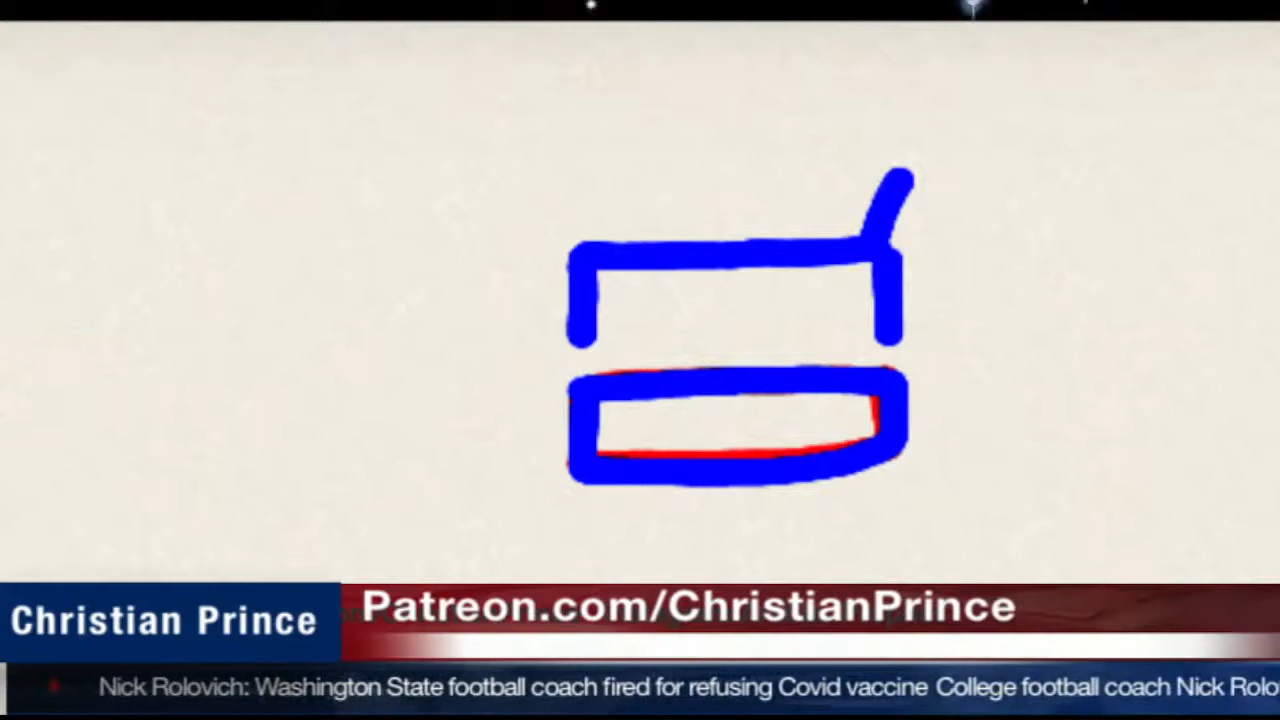 Christian Prince
Patreon.com/ChristianPrince
Nick Rolovich: Washington State football coach fired for refusing Covid vaccine College football coach Nick Rolo